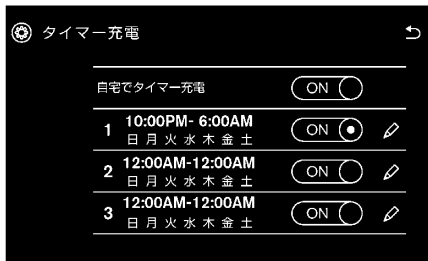 タイマー充電
自宅でタイマー充電 ON
1 10:00PM- 6:00AM ON
日 月 火 水 木 金 土
2 12:00AM-12:00AM ON
日 月 火 水 木 金 土
3 12:00AM-12:00AM ON
日 月 火 水 木 金 土